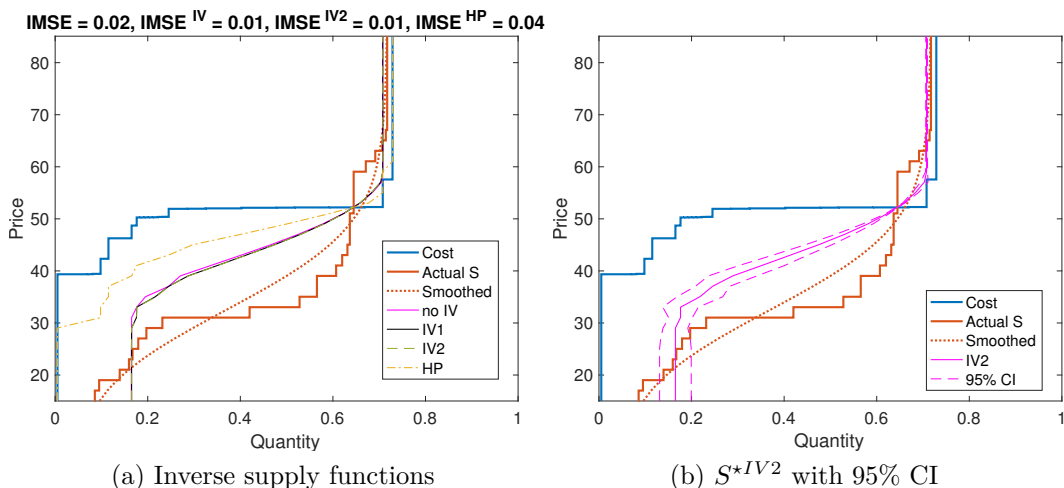 IMSE = 0.02, IMSE IV = 0.01, IMSE IV2 = 0.01, IMSE HP = 0.04
80
70
60
50
40
30
20
Price
0
0.2
0.4
0.6
0.8
1
Quantity
Cost
Actual S
Smoothed
no IV
IV1
IV2
HP
(a) Inverse supply functions
80
70
60
50
40
30
20
Price
0
0.2
0.4
0.6
0.8
1
Quantity
Cost
Actual S
Smoothed
IV2
95% CI
(b) S⋆IV2 with 95% CI